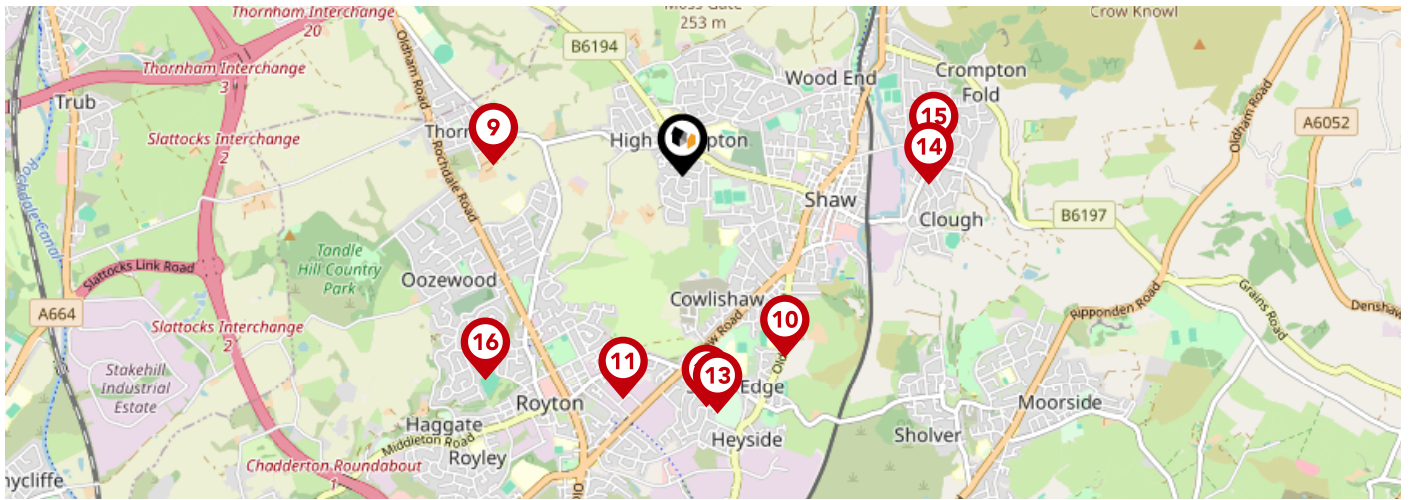 Thornham Interchange
20
253 m
Crow Knowl
B6194
Oldham Road
Thornham Interchange
3
Wood End
Crompton
Fold
Trub
Oldham Road
A6052
9
15
14
High
pton
Slattocks Interchange
2
Rochdale Canal
Rochdale Road
Shaw
Clough
B6197
Tandle
Hill Country
Park
Slattocks Link Road
Oozewood
Cowlishaw
Ripponden Road
Grains Road
Denshaw
A664
Slattocks Interchange
2
10
16
11
13
Edge
Stakehill
Industrial
Estate
Royton
Moorside
Haggate
Middleton Road
Heyside
Sholver
Royley
Chadderton Roundabout
1